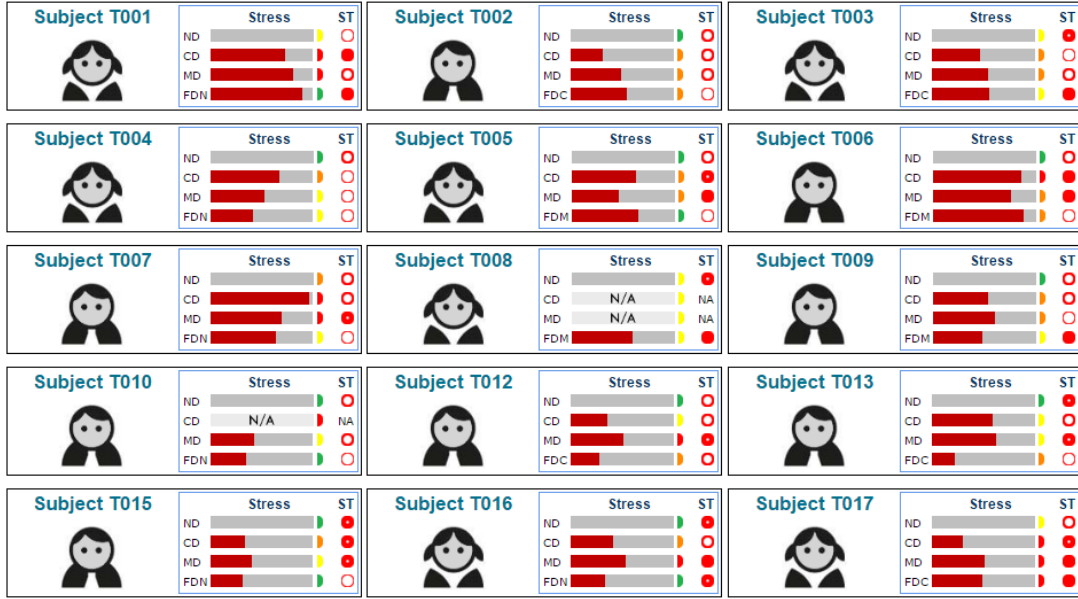 Subject T001 Stress ST
ND
CD
MD
FDN
Subject T002 Stress ST
ND
CD
MD
FDC
Subject T003 Stress ST
ND
CD
MD
FDC
Subject T004 Stress ST
ND
CD
MD
FDN
Subject T005 Stress ST
ND
CD
MD
FDM
Subject T006 Stress ST
ND
CD
MD
FDM
Subject T007 Stress ST
ND
CD
MD
FDN
Subject T008 Stress ST
ND
CD N/A NA
MD N/A NA
FDM
Subject T009 Stress ST
ND
CD
MD
FDM
Subject T010 Stress ST
ND
CD N/A NA
MD
FDN
Subject T012 Stress ST
ND
CD
MD
FDC
Subject T013 Stress ST
ND
CD
MD
FDC
Subject T015 Stress ST
ND
CD
MD
FDN
Subject T016 Stress ST
ND
CD
MD
FDN
Subject T017 Stress ST
ND
CD
MD
FDC